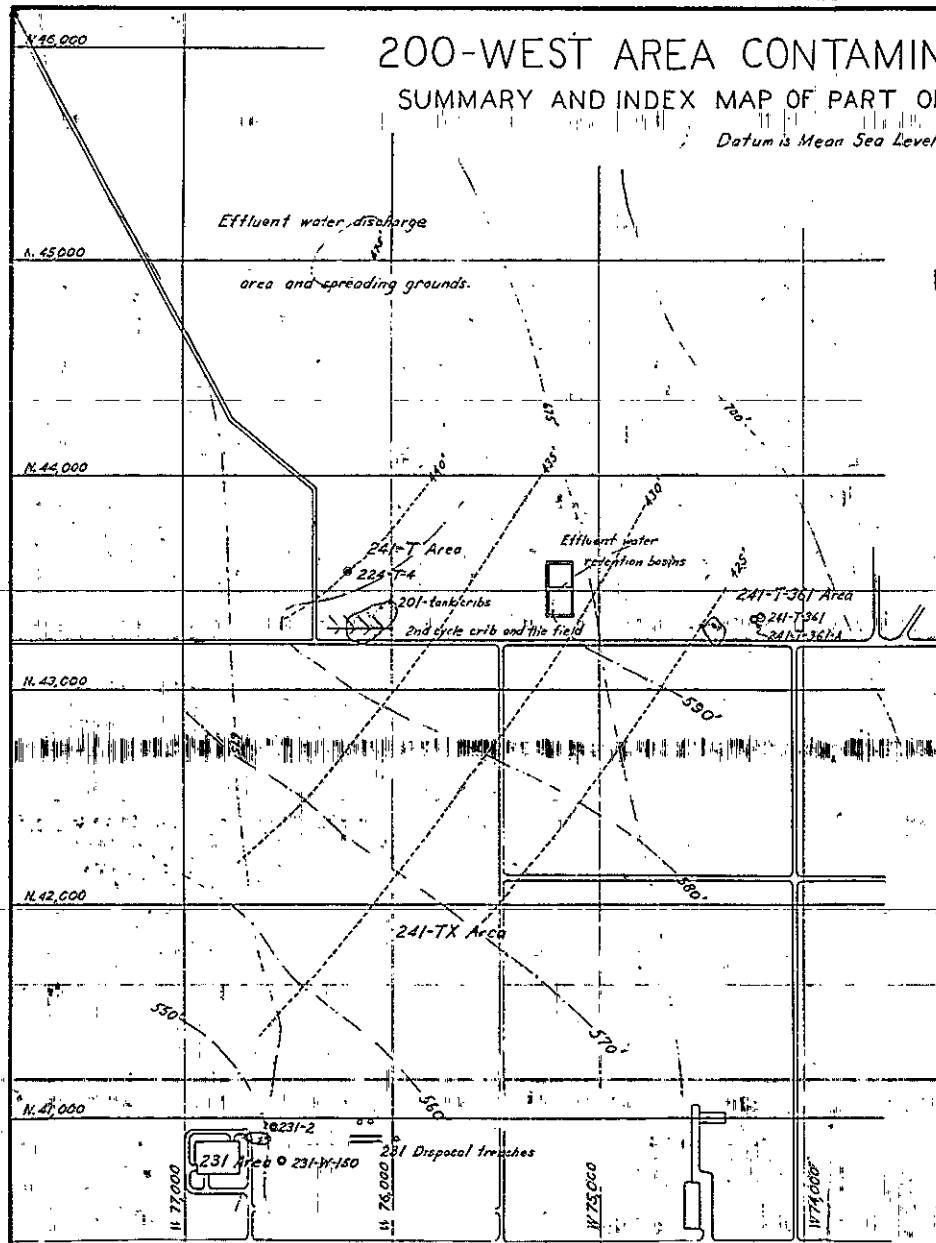 N 46,000
200-WEST AREA CONTAMIN
SUMMARY AND INDEX MAP OF PART O
Datum is Mean Sea Level
Effluent water discharge
area and spreading grounds.
N. 45,000
675
700'
N. 44,000
440'
435'
430'
425'
241-T Area
224-T-4
Effluent water
retention basins
201-tank cribs
2nd cycle crib and tile field
241-T-361 Area
241-T-361
241-T-361-A
N. 43,000
590'
580'
N. 42,000
241-TX Area
550'
570'
560'
N. 41,000
231-2
231 Area
231-W-150
231 Disposal trenches
W 77,000
W 76,000
W 75,000
W 74,000